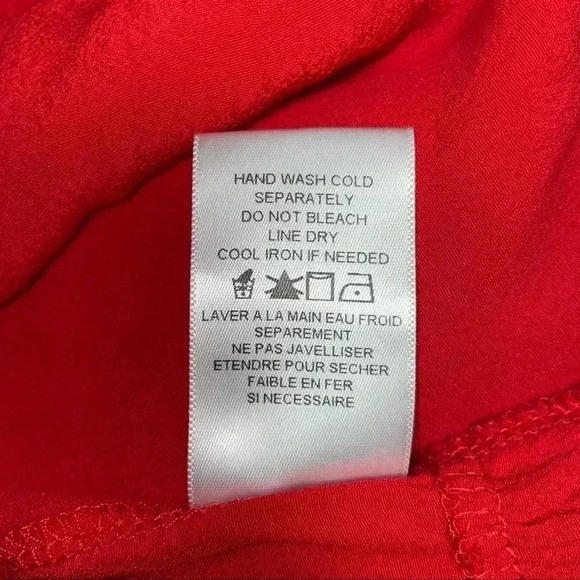 HAND WASH COLD
SEPARATELY
DO NOT BLEACH
LINE DRY
COOL IRON IF NEEDED
LAVER A LA MAIN EAU FROID
SEPAREMENT
NE PAS JAVELLISER
ETENDRE POUR SECHER
FAIBLE EN FER
SI NECESSAIRE